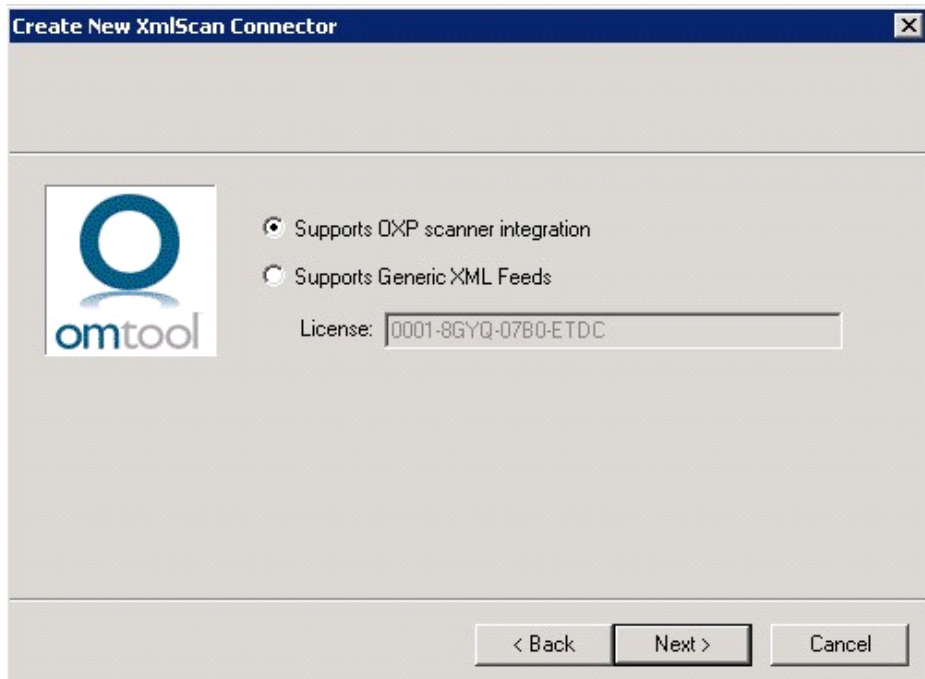 Create New XmlScan Connector
omtool
Supports OXP scanner integration
Supports Generic XML Feeds
License: 0001-8GYQ-07B0-ETDC
< Back Next > Cancel